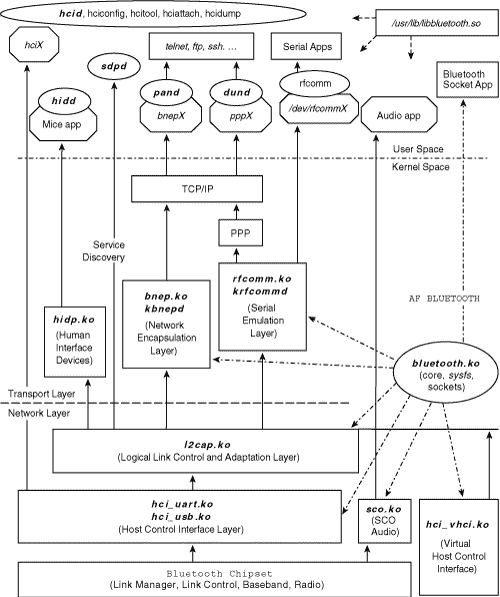 hcid, hciconfig, hcitool, hciattach, hcidump
/usr/lib/libbluetooth.so
hciX
sdpd
telnet, ftp, ssh. ...
Serial Apps
Bluetooth
Socket App
hidd
Mice app
pand
bnepX
dund
pppX
rfcomm
/dev/rfcommX
Audio app
User Space
Kernel Space
TCP/IP
PPP
Service
Discovery
AF BLUETOOTH
hidp.ko
(Human
Interface
Devices)
bnep.ko
kbnepd
(Network
Encapsulation
Layer)
rfcomm.ko
krfcommd
(Serial
Emulation
Layer)
bluetooth.ko
(core, sysfs,
sockets)
Transport Layer
Network Layer
l2cap.ko
(Logical Link Control and Adaptation Layer)
hci_uart.ko
hci_usb.ko
(Host Control Interface Layer)
sco.ko
(SCO
Audio)
hci_vhci.ko
(Virtual
Host Control
Interface)
Bluetooth Chipset
(Link Manager, Link Control, Baseband, Radio)